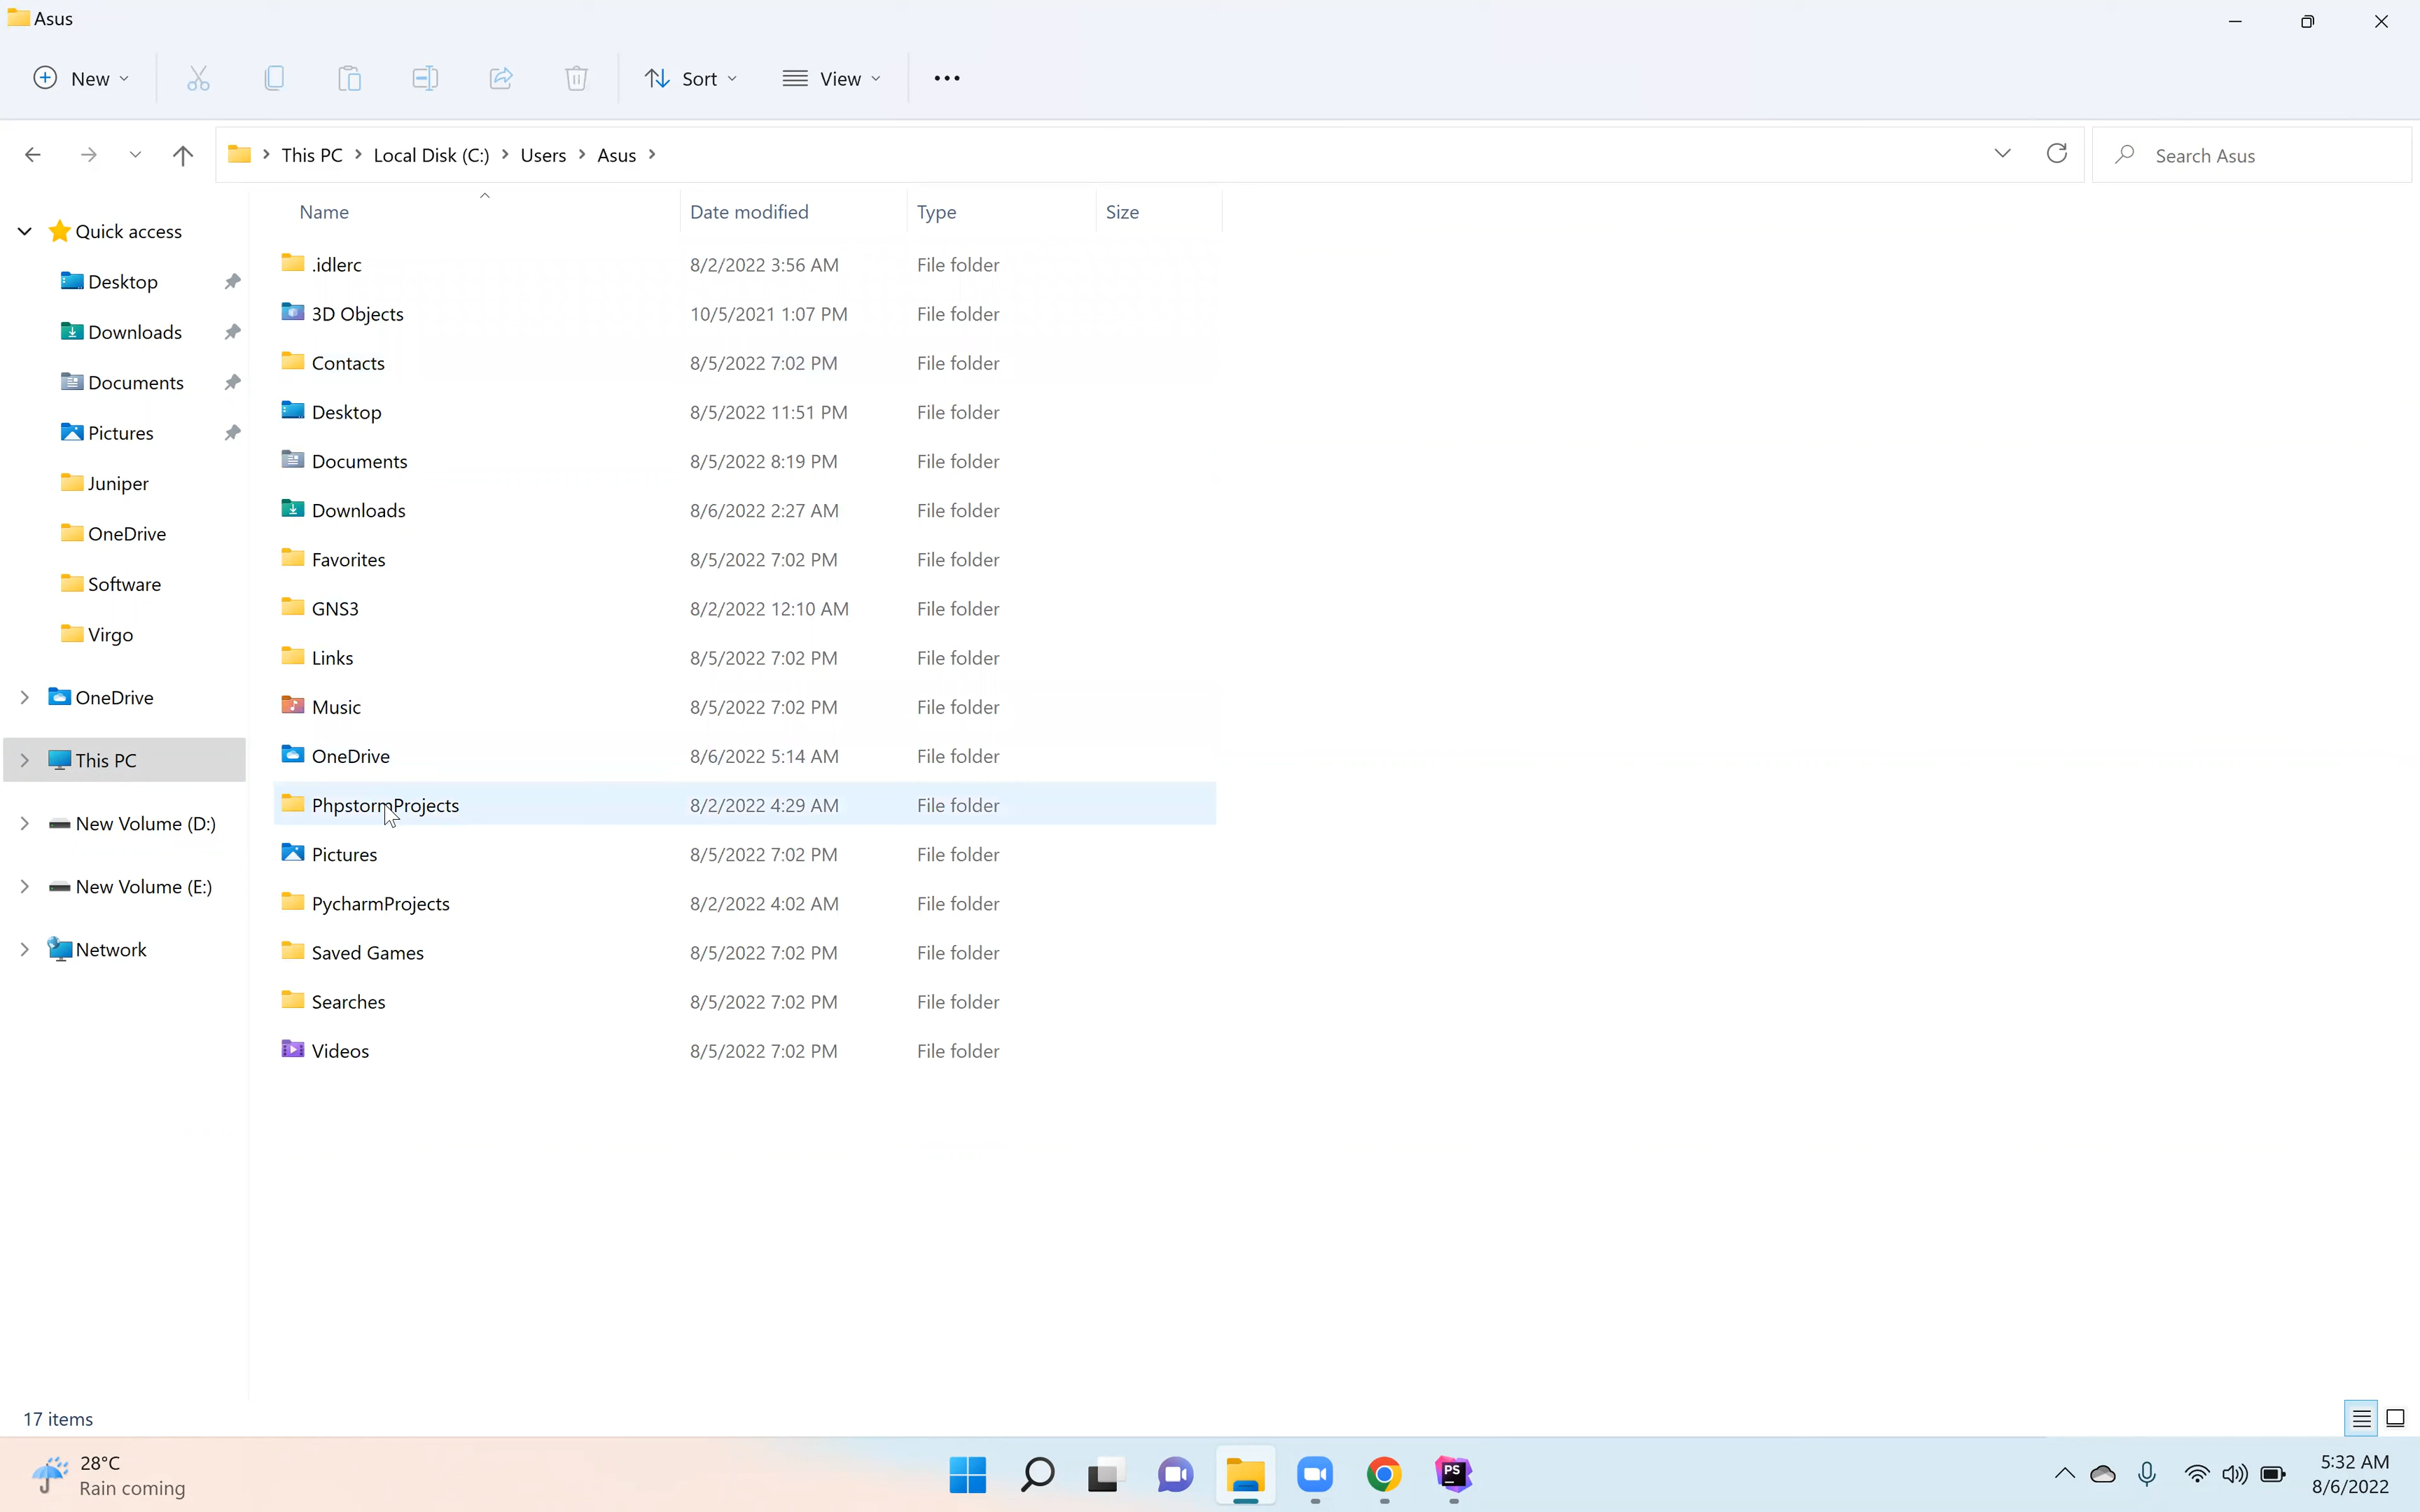 Asus
New
Sort
View
This PC
Local Disk (C:)
Users
Asus
Search Asus
Name
Date modified
Type
Size
Quick access
Desktop
Downloads
Documents
Pictures
Juniper
OneDrive
Software
Virgo
OneDrive
This PC
New Volume (D:)
New Volume (E:)
Network
.idlerc 8/2/2022 3:56 AM File folder
3D Objects 10/5/2021 1:07 PM File folder
Contacts 8/5/2022 7:02 PM File folder
Desktop 8/5/2022 11:51 PM File folder
Documents 8/5/2022 8:19 PM File folder
Downloads 8/6/2022 2:27 AM File folder
Favorites 8/5/2022 7:02 PM File folder
GNS3 8/2/2022 12:10 AM File folder
Links 8/5/2022 7:02 PM File folder
Music 8/5/2022 7:02 PM File folder
OneDrive 8/6/2022 5:14 AM File folder
PhpstormProjects 8/2/2022 4:29 AM File folder
Pictures 8/5/2022 7:02 PM File folder
PycharmProjects 8/2/2022 4:02 AM File folder
Saved Games 8/5/2022 7:02 PM File folder
Searches 8/5/2022 7:02 PM File folder
Videos 8/5/2022 7:02 PM File folder
17 items
28°C
Rain coming
PS
5:32 AM
8/6/2022